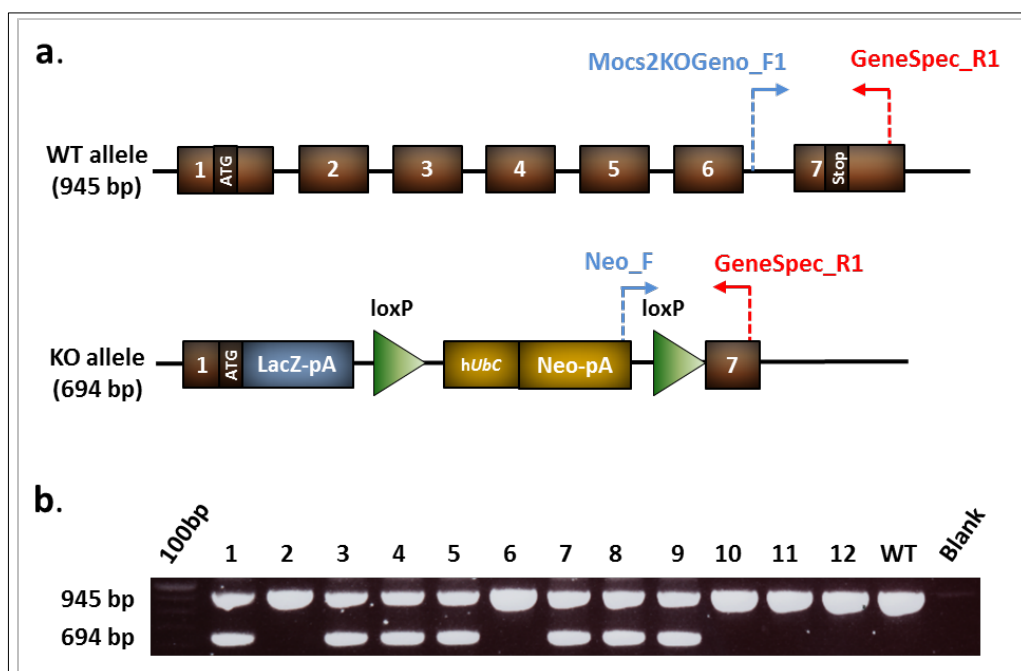 a.
Mocs2KOGeno_F1 GeneSpec_R1
WT allele
(945 bp)
1 ATG 2 3 4 5 6 7 Stop
Neo_F GeneSpec_R1
loxP loxP
KO allele
(694 bp)
1 ATG LacZ-pA hUbC Neo-pA 7
b.
100bp 1 2 3 4 5 6 7 8 9 10 11 12 WT Blank
945 bp
694 bp